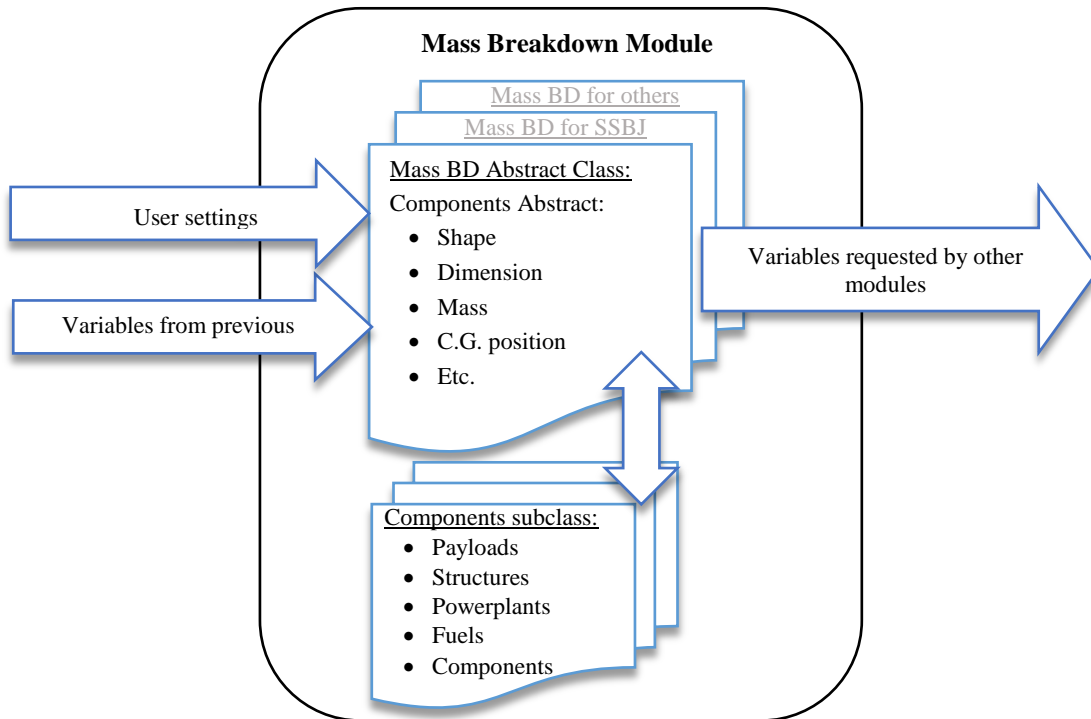 Mass Breakdown Module
Mass BD for others
Mass BD for SSBJ
Mass BD Abstract Class:
Components Abstract:
• Shape
• Dimension
• Mass
• C.G. position
• Etc.
User settings
Variables from previous
Variables requested by other
modules
Components subclass:
• Payloads
• Structures
• Powerplants
• Fuels
• Components